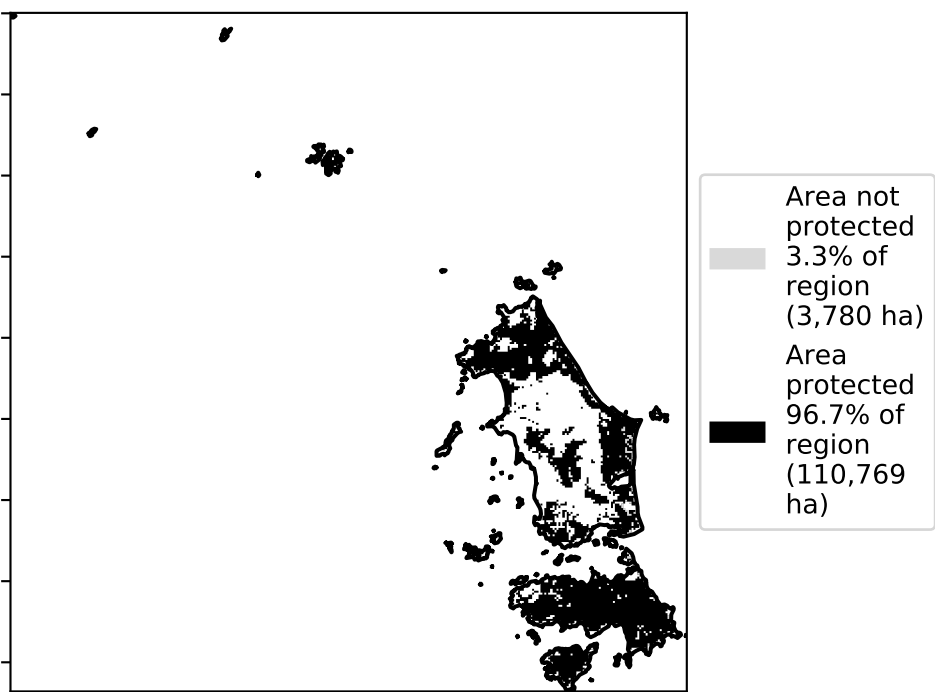 Area not
protected
3.3% of
region
(3,780 ha)
Area
protected
96.7% of
region
(110,769
ha)